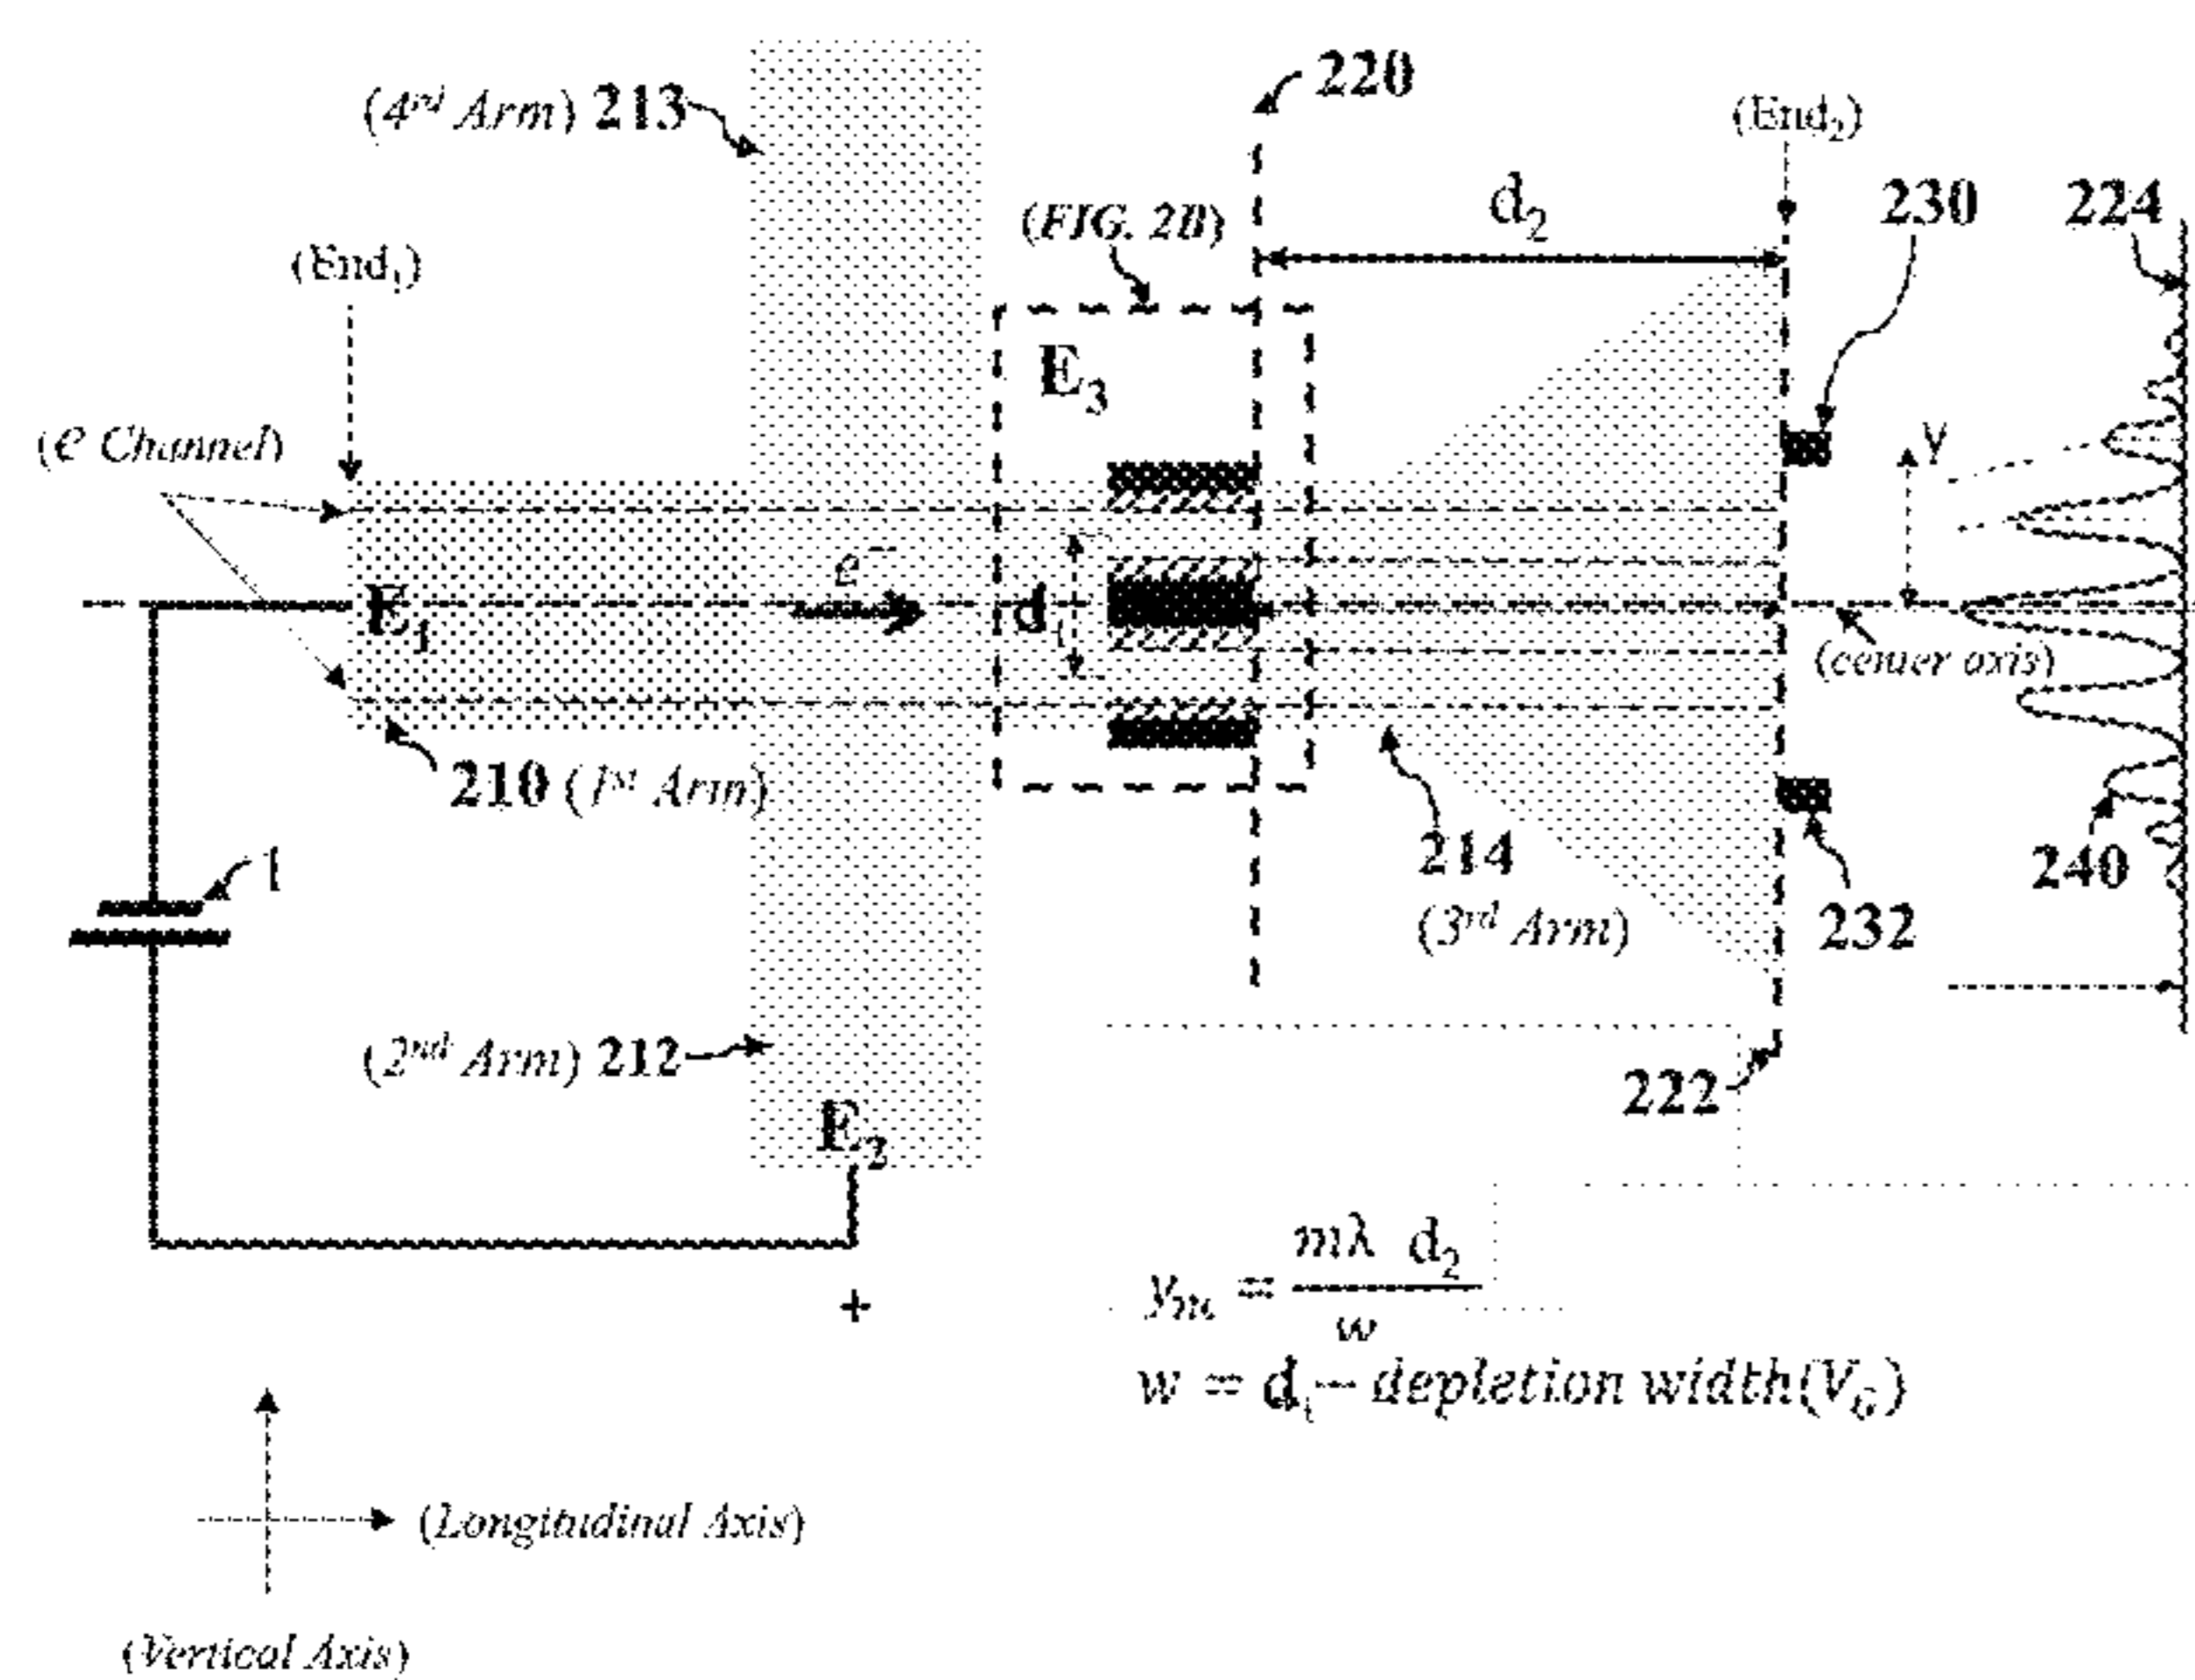 220
(4rd Arm) 213
(End2)
d2
230
224
(FIG. 2B)
(End1)
E3
(e Channel)
y
e−
E1
d1
(center axis)
210 (1st Arm)
214
(3rd Arm)
240
1
232
(2nd Arm) 212
222
E2
ym = mλ d2 / w
+
w = d1 − depletion width(VG)
(Longitudinal Axis)
(Vertical Axis)